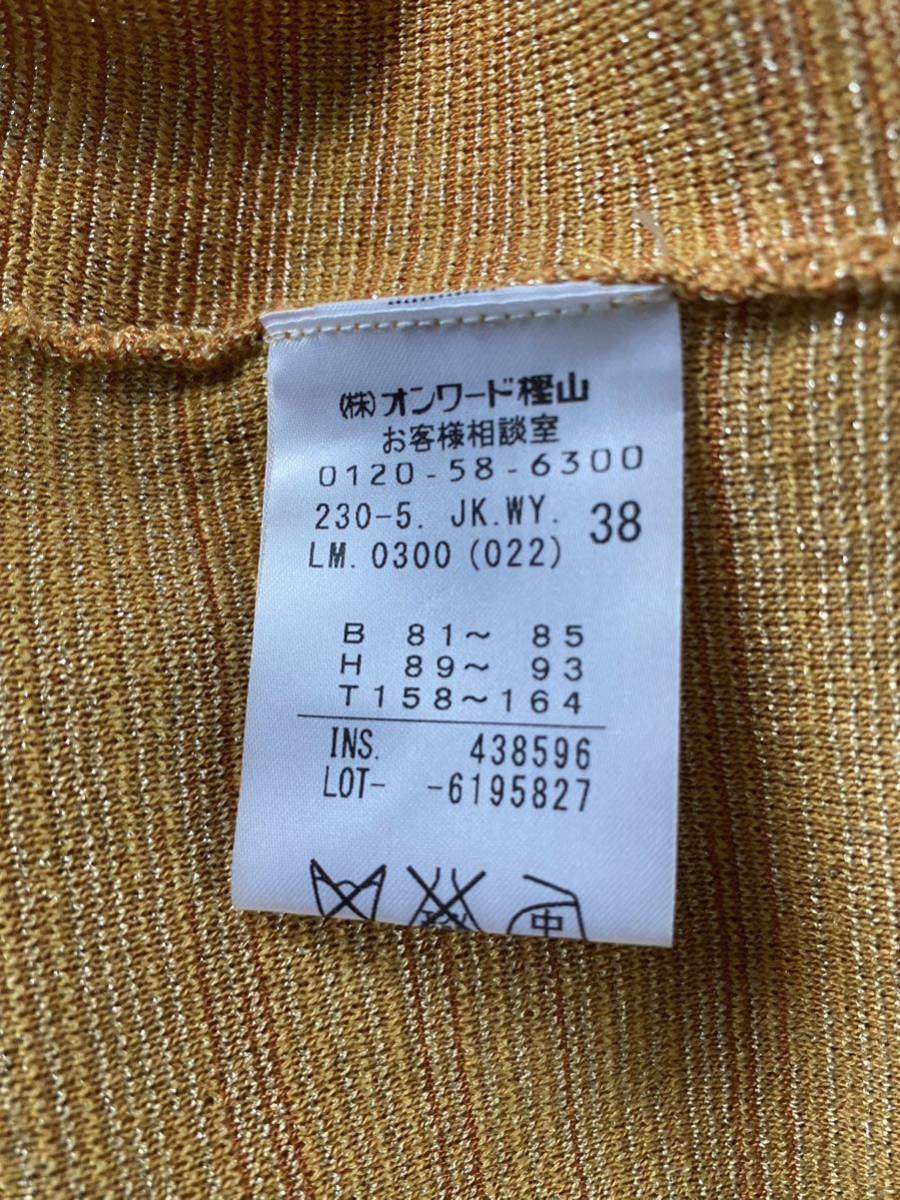 (株)オンワード樫山
お客様相談室
0120-58-6300
230-5. JK.WY. 38
LM. 0300 (022)
B 81～ 85
H 89～ 93
T158～164
INS. 438596
LOT- -6195827
中